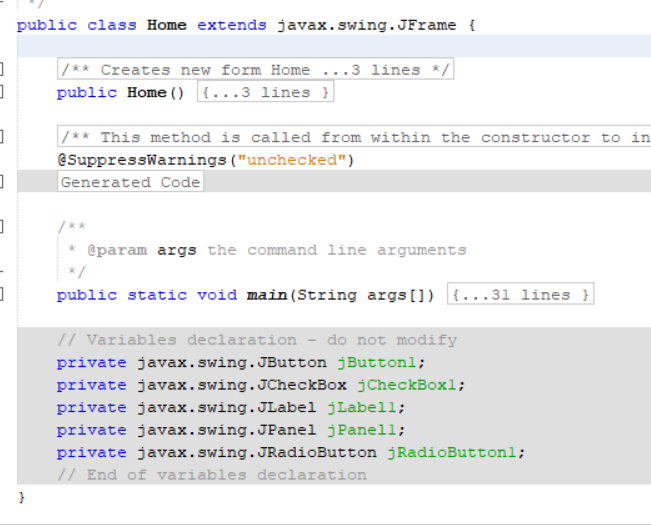 */
public class Home extends javax.swing.JFrame {
/** Creates new form Home ...3 lines */
public Home() {...3 lines }
/** This method is called from within the constructor to in
@SuppressWarnings("unchecked")
Generated Code
/**
* @param args the command line arguments
*/
public static void main(String args[]) {...31 lines }
// Variables declaration - do not modify
private javax.swing.JButton jButton1;
private javax.swing.JCheckBox jCheckBox1;
private javax.swing.JLabel jLabel1;
private javax.swing.JPanel jPanel1;
private javax.swing.JRadioButton jRadioButton1;
// End of variables declaration
}